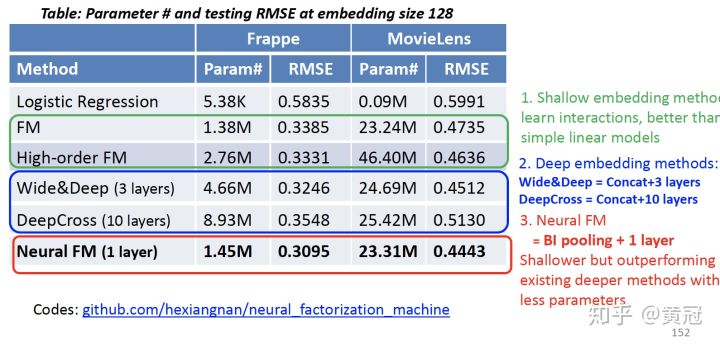 Table: Parameter # and testing RMSE at embedding size 128
Frappe MovieLens
Method Param# RMSE Param# RMSE
Logistic Regression 5.38K 0.5835 0.09M 0.5991
FM 1.38M 0.3385 23.24M 0.4735
High-order FM 2.76M 0.3331 46.40M 0.4636
Wide&Deep (3 layers) 4.66M 0.3246 24.69M 0.4512
DeepCross (10 layers) 8.93M 0.3548 25.42M 0.5130
Neural FM (1 layer) 1.45M 0.3095 23.31M 0.4443
1. Shallow embedding method
learn interactions, better than
simple linear models
2. Deep embedding methods:
Wide&Deep = Concat+3 layers
DeepCross = Concat+10 layers
3. Neural FM
= BI pooling + 1 layer
Shallower but outperforming
existing deeper methods with
less parameters
Codes: github.com/hexiangnan/neural_factorization_machine
知乎 @黄冠
152